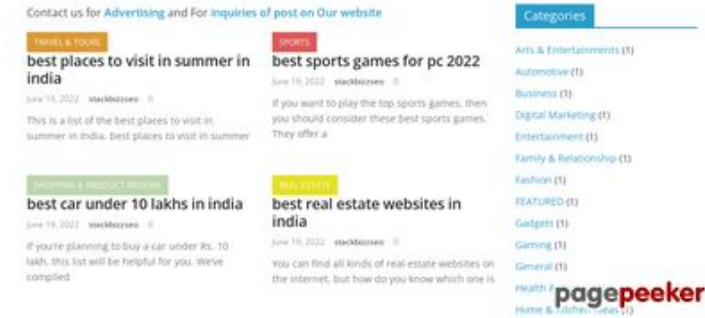 Contact us for Advertising and For inquiries of post on Our website
TRAVEL & TOURS
best places to visit in summer in
india
June 19, 2022 stackbizzseo 0
This is a list of the best places to visit in
summer in India. best places to visit in summer
SPORTS
best sports games for pc 2022
June 19, 2022 stackbizzseo 0
If you want to play the top sports games, then
you should consider these best sports games.
They offer a
SHOPPING & PRODUCT REVIEWS
best car under 10 lakhs in india
June 19, 2022 stackbizzseo 0
If you're planning to buy a car under Rs. 10
lakh, this list will be helpful for you. We've
compiled
REAL ESTATE
best real estate websites in
india
June 19, 2022 stackbizzseo 0
You can find all kinds of real estate websites on
the internet, but how do you know which one is
Categories
Arts & Entertainments (1)
Automotive (1)
Business (1)
Digital Marketing (1)
Entertainment (1)
Family & Relationship (1)
Fashion (1)
FEATURED (1)
Gadgets (1)
Gaming (1)
General (1)
Health
Home & Kitchen Ideas (1)
pagepeeker